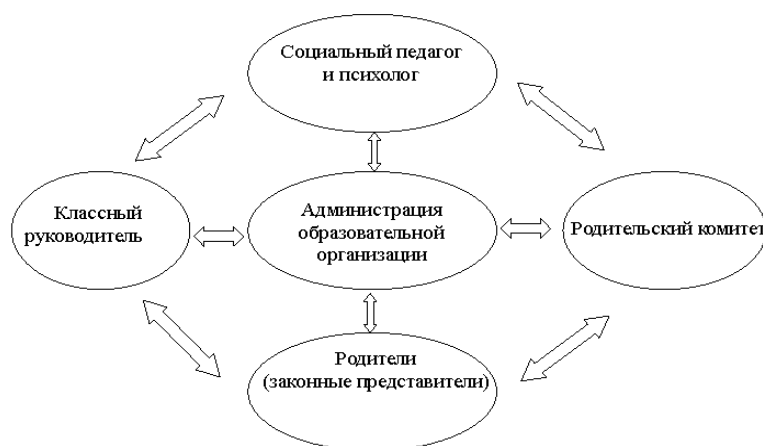 Социальный педагог
и психолог
Классный
руководитель
Администрация
образовательной
организации
Родительский комитет
Родители
(законные представители)